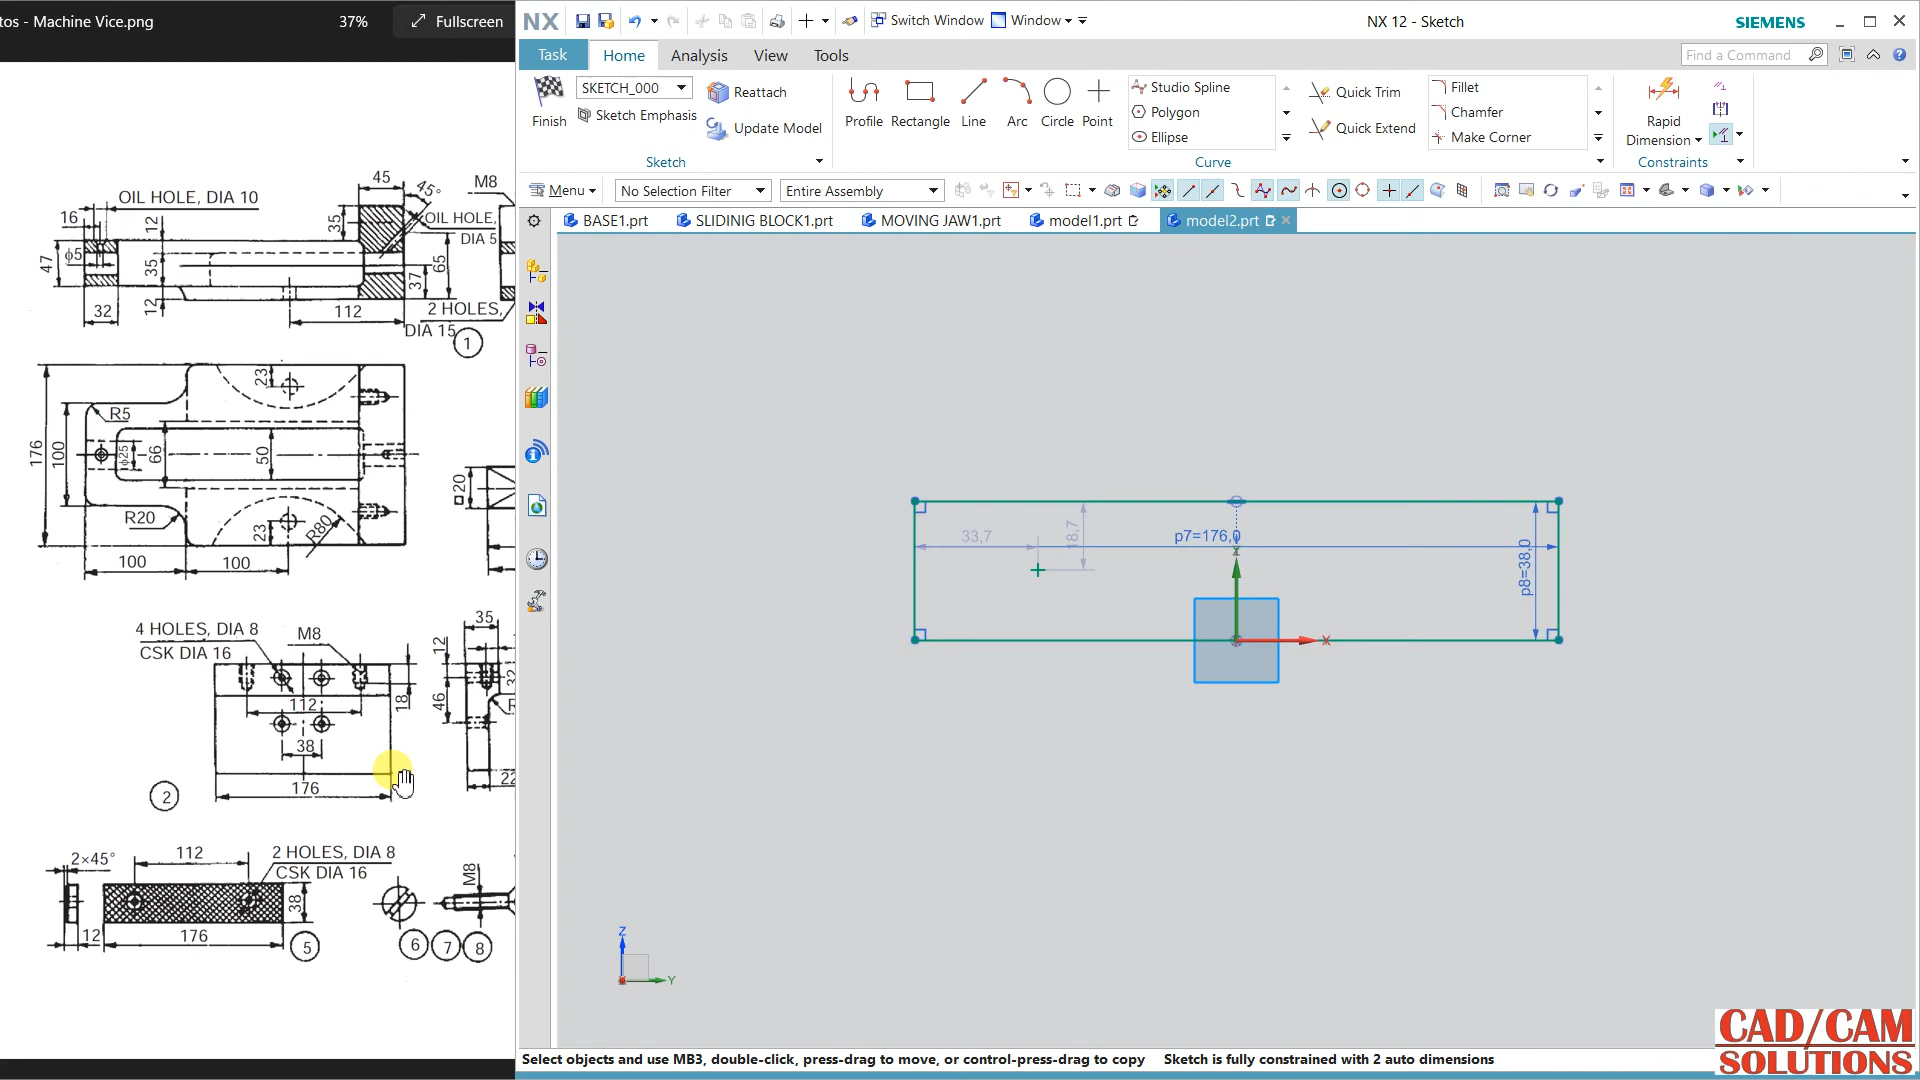 tos - Machine Vice.png
37%
Fullscreen
NX
Switch Window
Window
NX 12 - Sketch
SIEMENS
Task
Home
Analysis
View
Tools
Find a Command
Finish
SKETCH_000
Sketch Emphasis
Reattach
Update Model
Sketch
Profile
Rectangle
Line
Arc
Circle
Point
Studio Spline
Polygon
Ellipse
Quick Trim
Quick Extend
Fillet
Chamfer
Make Corner
Curve
Rapid
Dimension
Constraints
Menu
No Selection Filter
Entire Assembly
BASE1.prt
SLIDINIG BLOCK1.prt
MOVING JAW1.prt
model1.prt
model2.prt
OIL HOLE, DIA 10
45
45°
M8
16
12
35
OIL HOLE,
DIA 5
47
ϕ5
35
65
37
32
12
112
2 HOLES,
DIA 15
1
23
R5
176
100
ϕ25
66
50
□20
R20
23
R80
100
100
4 HOLES, DIA 8
CSK DIA 16
M8
35
12
32
112
18
46
R
38
176
22
2
2×45°
112
2 HOLES, DIA 8
CSK DIA 16
M8
38
12
176
5
6
7
8
33,7
18,7
p7=176,0
p8=38,0
Z
X
Z
Y
Select objects and use MB3, double-click, press-drag to move, or control-press-drag to copy
Sketch is fully constrained with 2 auto dimensions
CAD/CAM
SOLUTIONS